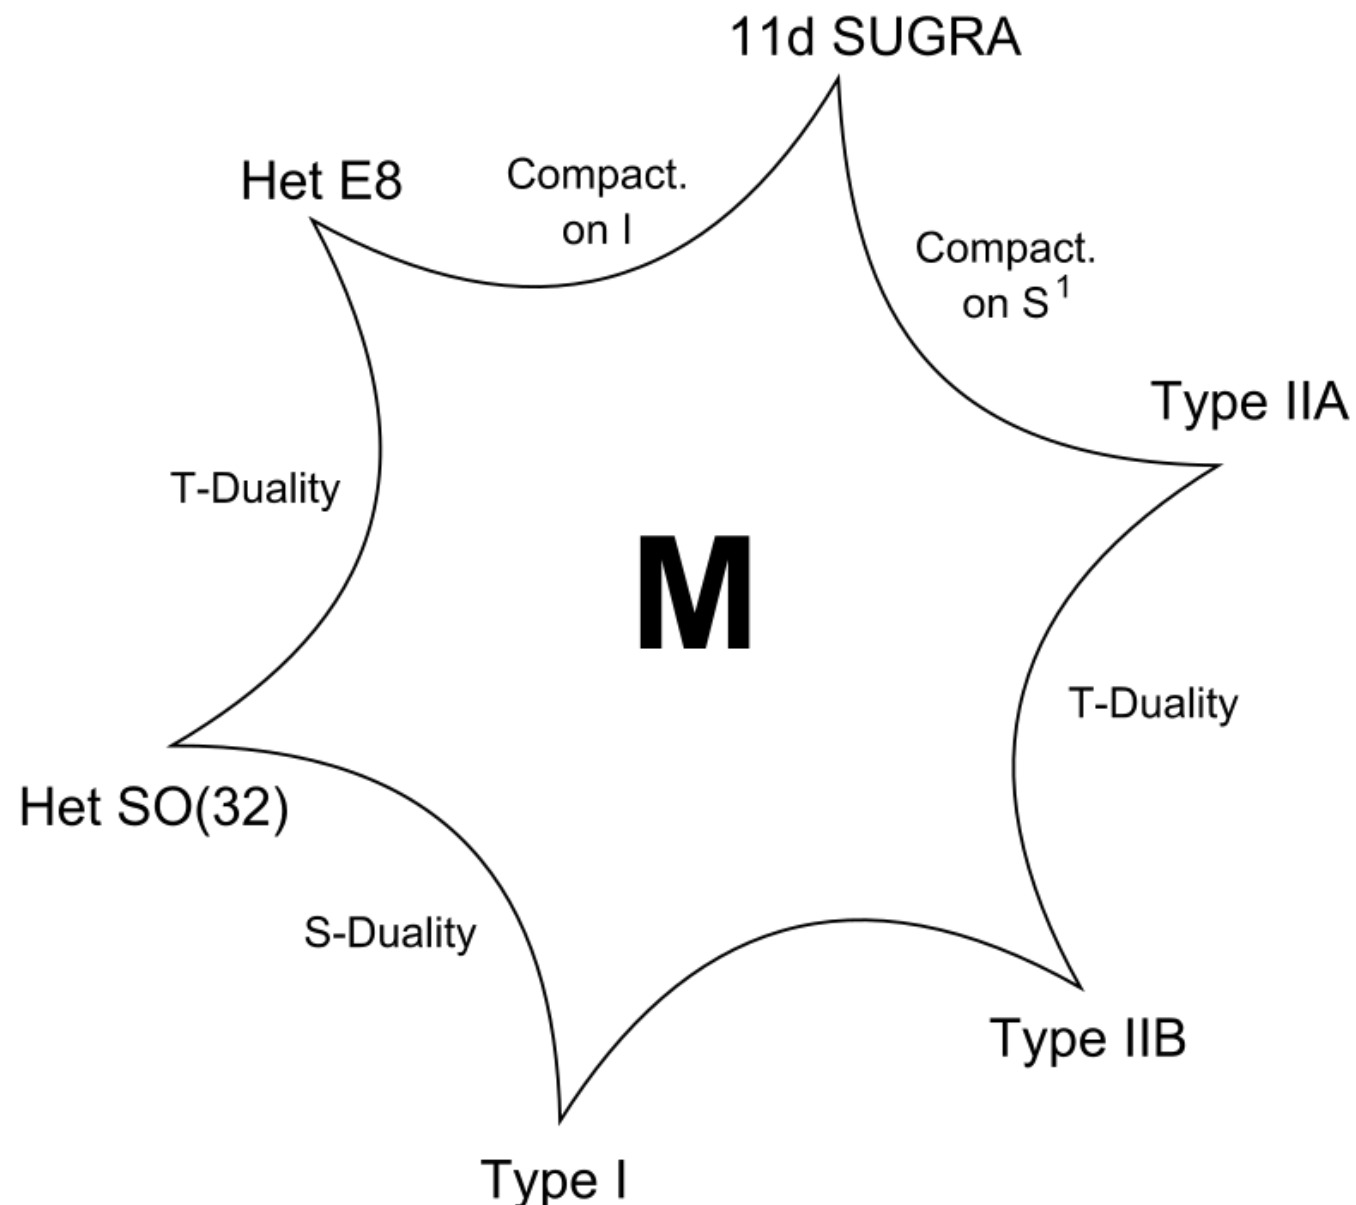 11d SUGRA
Het E8
Compact.
on I
Compact.
on S¹
Type IIA
T-Duality
M
T-Duality
Het SO(32)
S-Duality
Type IIB
Type I